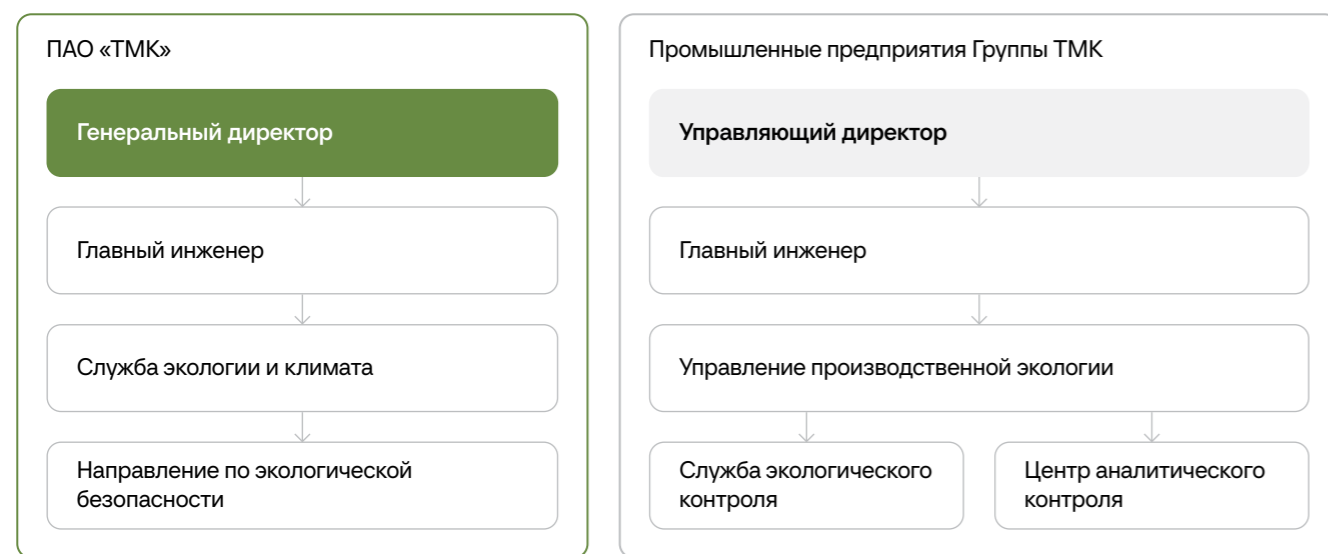 ПАО «ТМК»
Генеральный директор
Главный инженер
Служба экологии и климата
Направление по экологической
безопасности
Промышленные предприятия Группы ТМК
Управляющий директор
Главный инженер
Управление производственной экологии
Служба экологического
контроля
Центр аналитического
контроля